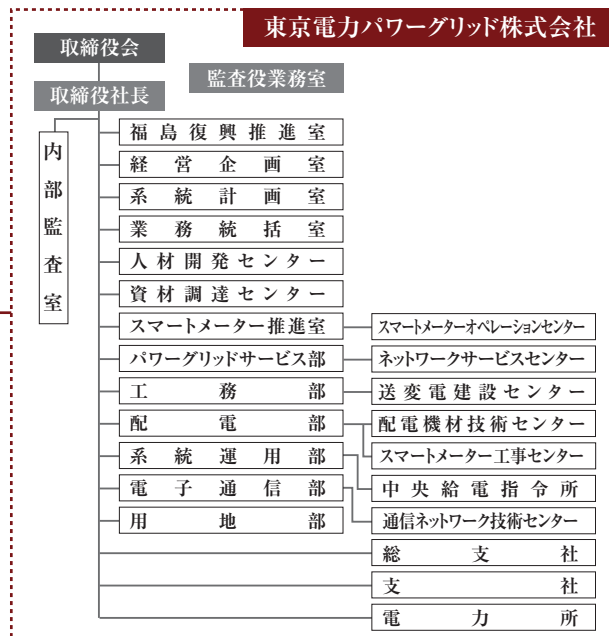 東京電力パワーグリッド株式会社
取締役会
監査役業務室
取締役社長
内部監査室
福島復興推進室
経営企画室
系統計画室
業務統括室
人材開発センター
資材調達センター
スマートメーター推進室
スマートメーターオペレーションセンター
パワーグリッドサービス部
ネットワークサービスセンター
工務部
送変電建設センター
配電部
配電機材技術センター
スマートメーター工事センター
系統運用部
中央給電指令所
電子通信部
通信ネットワーク技術センター
用地部
総支社
支社
電力所